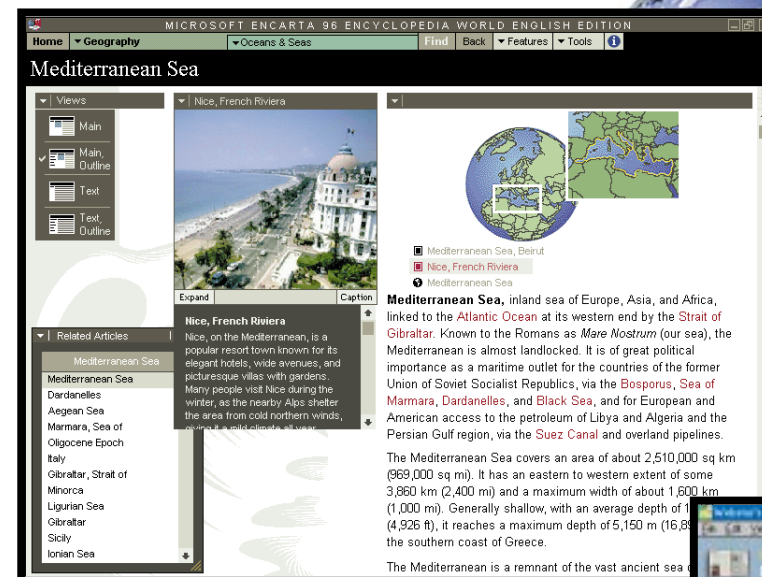 MICROSOFT ENCARTA 96 ENCYCLOPEDIA WORLD ENGLISH EDITION
Home Geography Oceans & Seas Find Back Features Tools
Mediterranean Sea
Views
Main
Main,
Outline
Text
Text,
Outline
Nice, French Riviera
Expand Caption
Nice, French Riviera
Nice, on the Mediterranean, is a
popular resort town known for its
elegant hotels, wide avenues, and
picturesque villas with gardens.
Many people visit Nice during the
winter, as the nearby Alps shelter
the area from cold northern winds,
giving it a mild climate all year
Related Articles
Mediterranean Sea
Mediterranean Sea
Dardanelles
Aegean Sea
Marmara, Sea of
Oligocene Epoch
Italy
Gibraltar, Strait of
Minorca
Ligurian Sea
Gibraltar
Sicily
Ionian Sea
Mediterranean Sea, Beirut
Nice, French Riviera
Mediterranean Sea
Mediterranean Sea, inland sea of Europe, Asia, and Africa,
linked to the Atlantic Ocean at its western end by the Strait of
Gibraltar. Known to the Romans as Mare Nostrum (our sea), the
Mediterranean is almost landlocked. It is of great political
importance as a maritime outlet for the countries of the former
Union of Soviet Socialist Republics, via the Bosporus, Sea of
Marmara, Dardanelles, and Black Sea, and for European and
American access to the petroleum of Libya and Algeria and the
Persian Gulf region, via the Suez Canal and overland pipelines.
The Mediterranean Sea covers an area of about 2,510,000 sq km
(969,000 sq mi). It has an eastern to western extent of some
3,860 km (2,400 mi) and a maximum width of about 1,600 km
(1,000 mi). Generally shallow, with an average depth of
(4,926 ft), it reaches a maximum depth of 5,150 m
the southern coast of Greece.
The Mediterranean is a remnant of the vast ancient sea